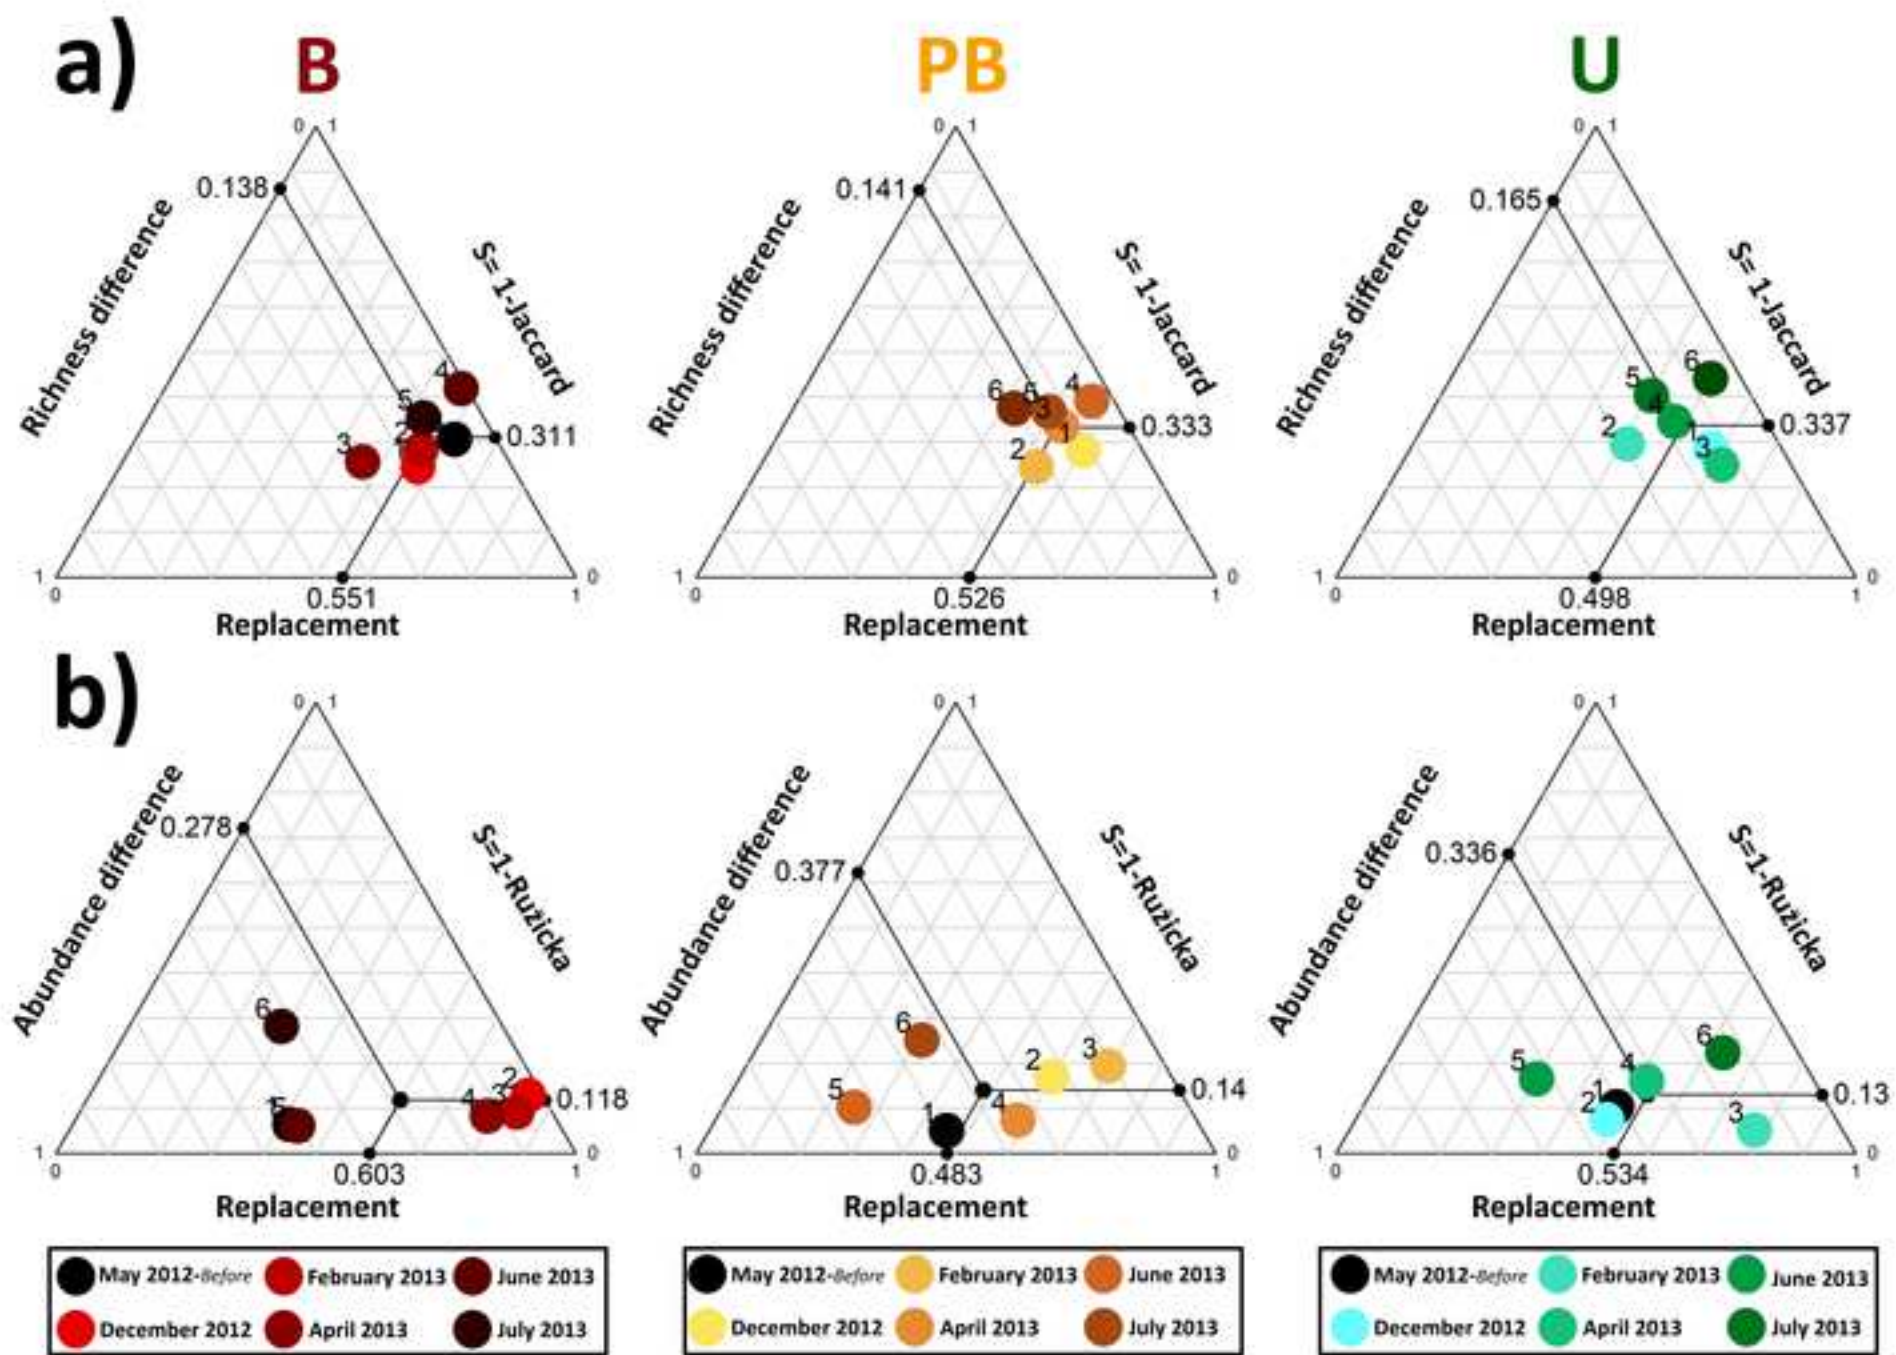 a)
B PB U
0 1 0 1 0 1
0.138 0.141 0.165
Richness difference S= 1-Jaccard Richness difference S= 1-Jaccard Richness difference S= 1-Jaccard
4 5 2 3 0.311
6 5 3 4 1 2 0.333
5 6 4 2 1 3 0.337
1 0 1 0 1 0
0 0.551 1 0 0.526 1 0 0.498 1
Replacement Replacement Replacement
b)
0 1 0 1 0 1
0.278 0.377 0.336
Abundance difference S=1-Ružicka Abundance difference S=1-Ružicka Abundance difference S=1-Ružicka
6 2 3 4 1 5 0.118
6 2 3 5 1 4 0.14
5 4 6 1 2 3 0.13
1 0 1 0 1 0
0 0.603 1 0 0.483 1 0 0.534 1
Replacement Replacement Replacement
May 2012-Before February 2013 June 2013
December 2012 April 2013 July 2013
May 2012-Before February 2013 June 2013
December 2012 April 2013 July 2013
May 2012-Before February 2013 June 2013
December 2012 April 2013 July 2013